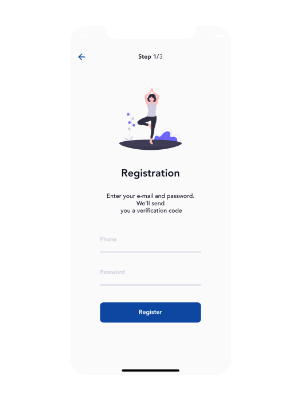 Step 1/3
Registration
Enter your e-mail and password.
We'll send
you a verification code
Phone
Password
Register